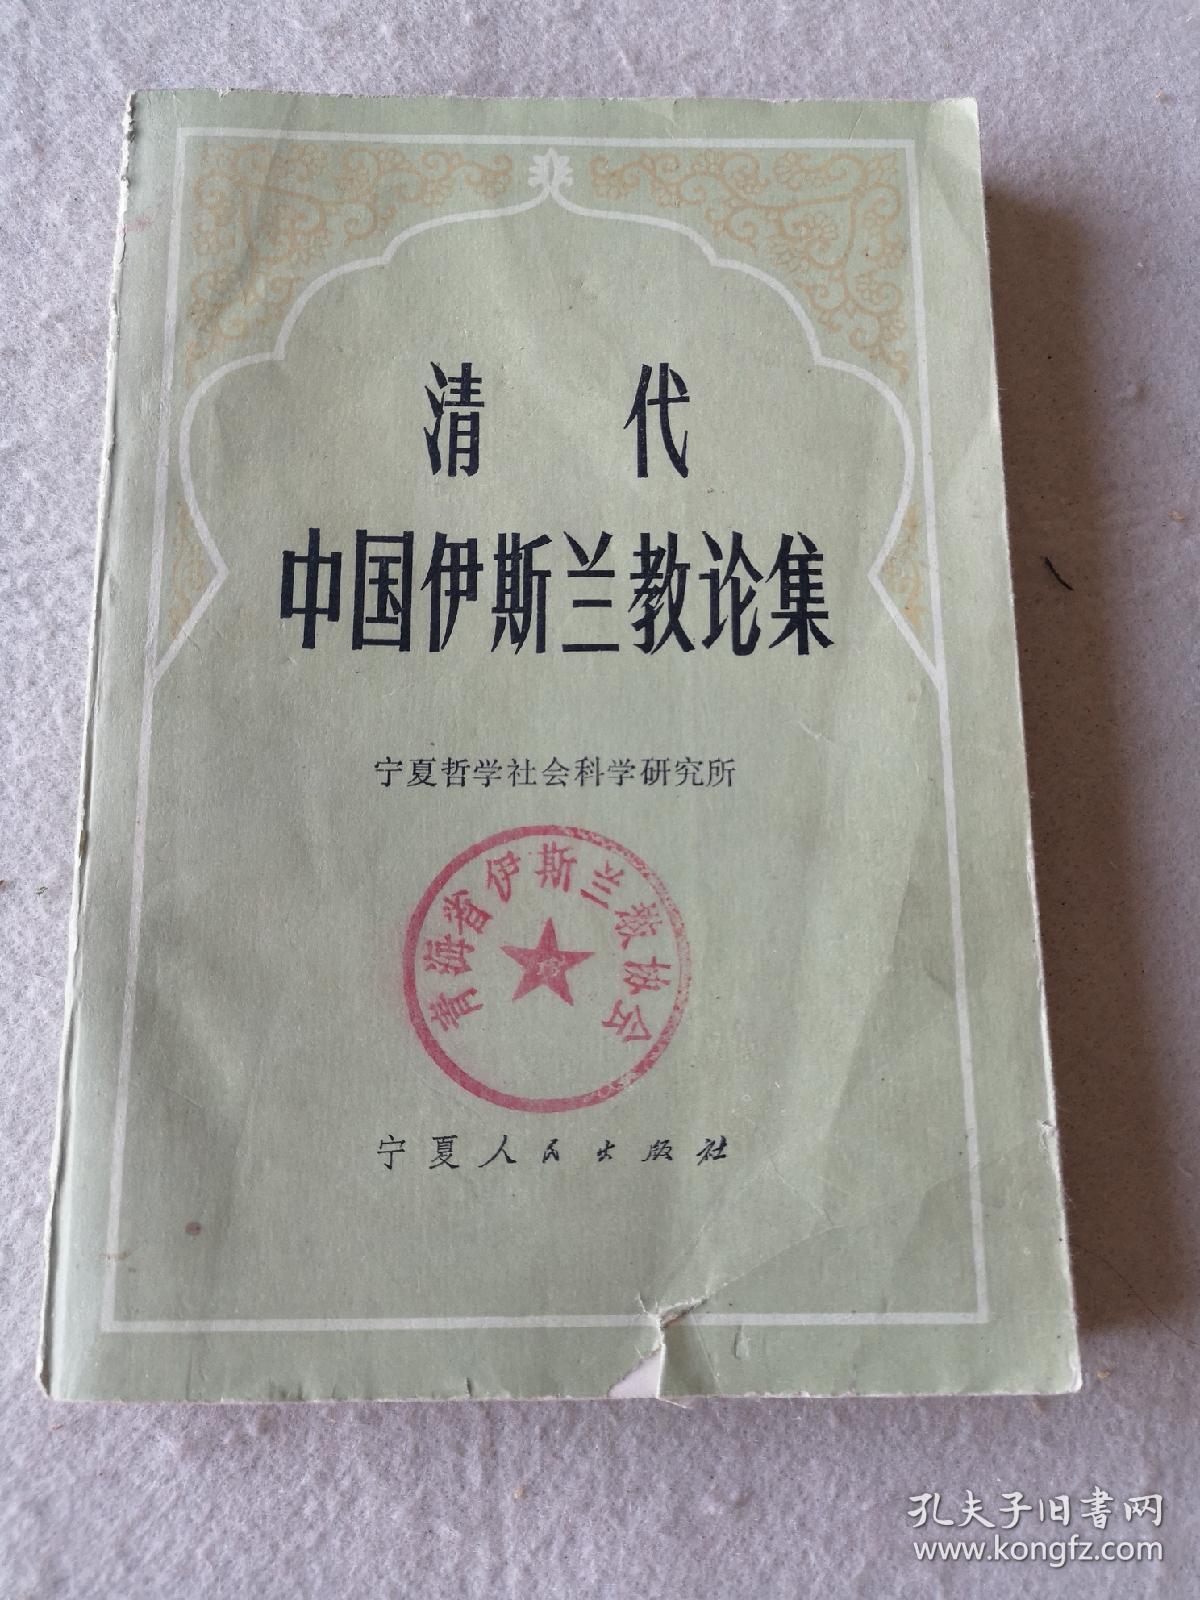 清代
中国伊斯兰教论集
宁夏哲学社会科学研究所
青海省伊斯兰教协会
宁夏人民出版社
孔夫子旧书网
www.kongfz.com